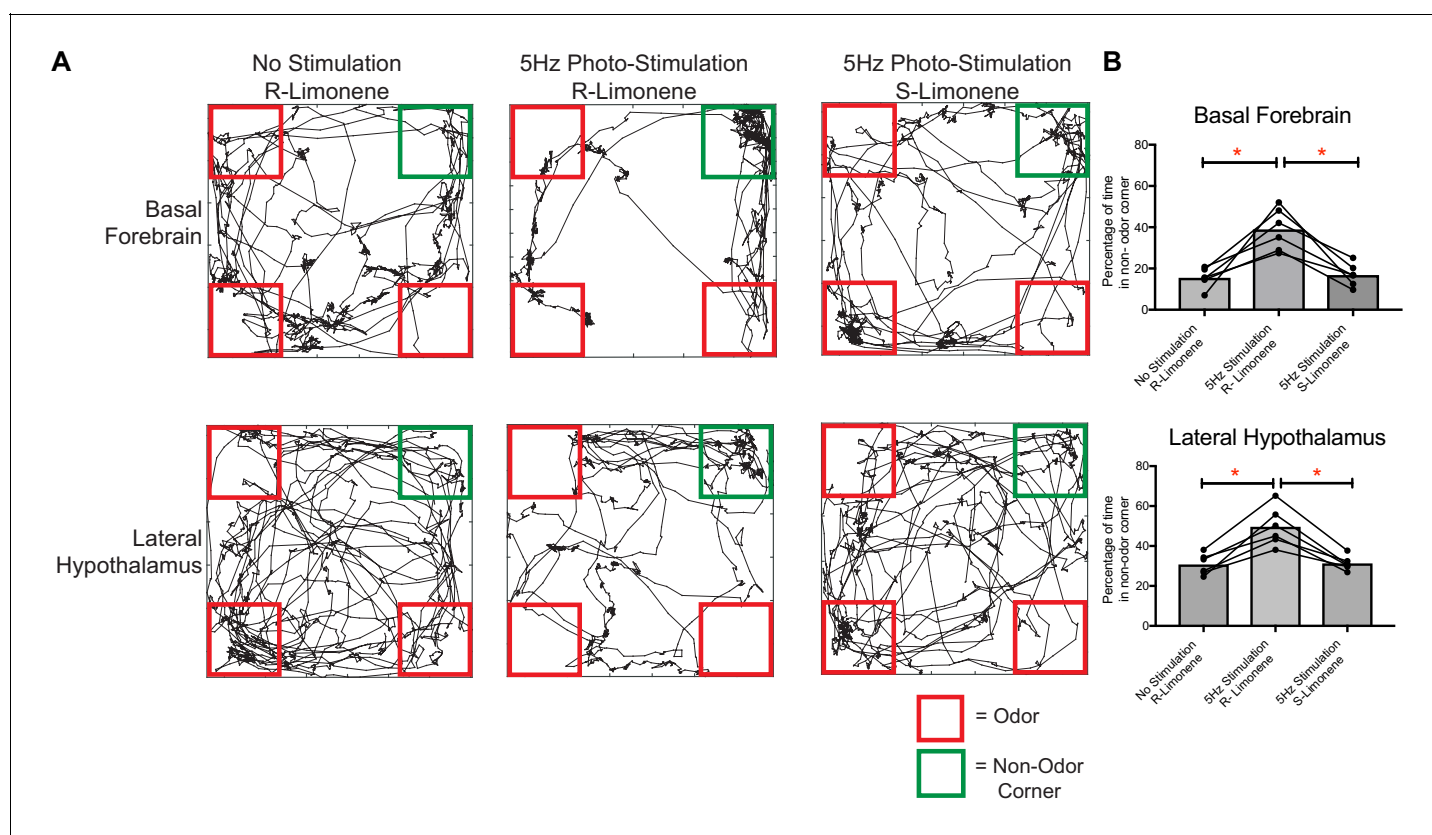 A
No Stimulation
R-Limonene
5Hz Photo-Stimulation
R-Limonene
5Hz Photo-Stimulation
S-Limonene
Basal
Forebrain
Lateral
Hypothalamus
= Odor
= Non-Odor
Corner
B
Basal Forebrain
Percentage of time
in non- odor corner
80
60
40
20
0
*
*
No Stimulation
R-Limonene
5Hz Stimulation
R- Limonene
5Hz Stimulation
S-Limonene
Lateral Hypothalamus
Percentage of time
in non-odor corner
80
60
40
20
0
*
*
No Stimulation
R-Limonene
5Hz Stimulation
R- Limonene
5Hz Stimulation
S-Limonene